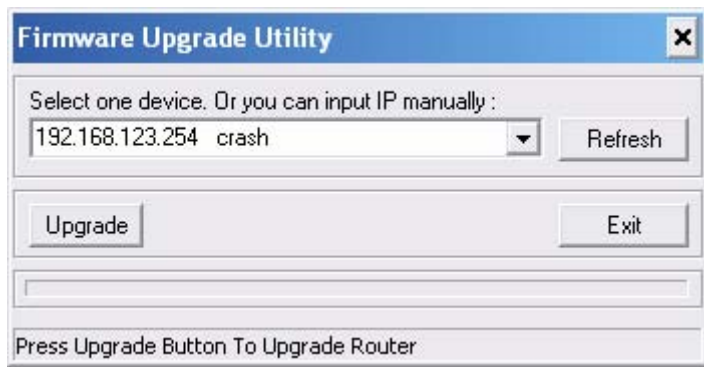 Firmware Upgrade Utility
Select one device. Or you can input IP manually :
192.168.123.254 crash
Refresh
Upgrade
Exit
Press Upgrade Button To Upgrade Router